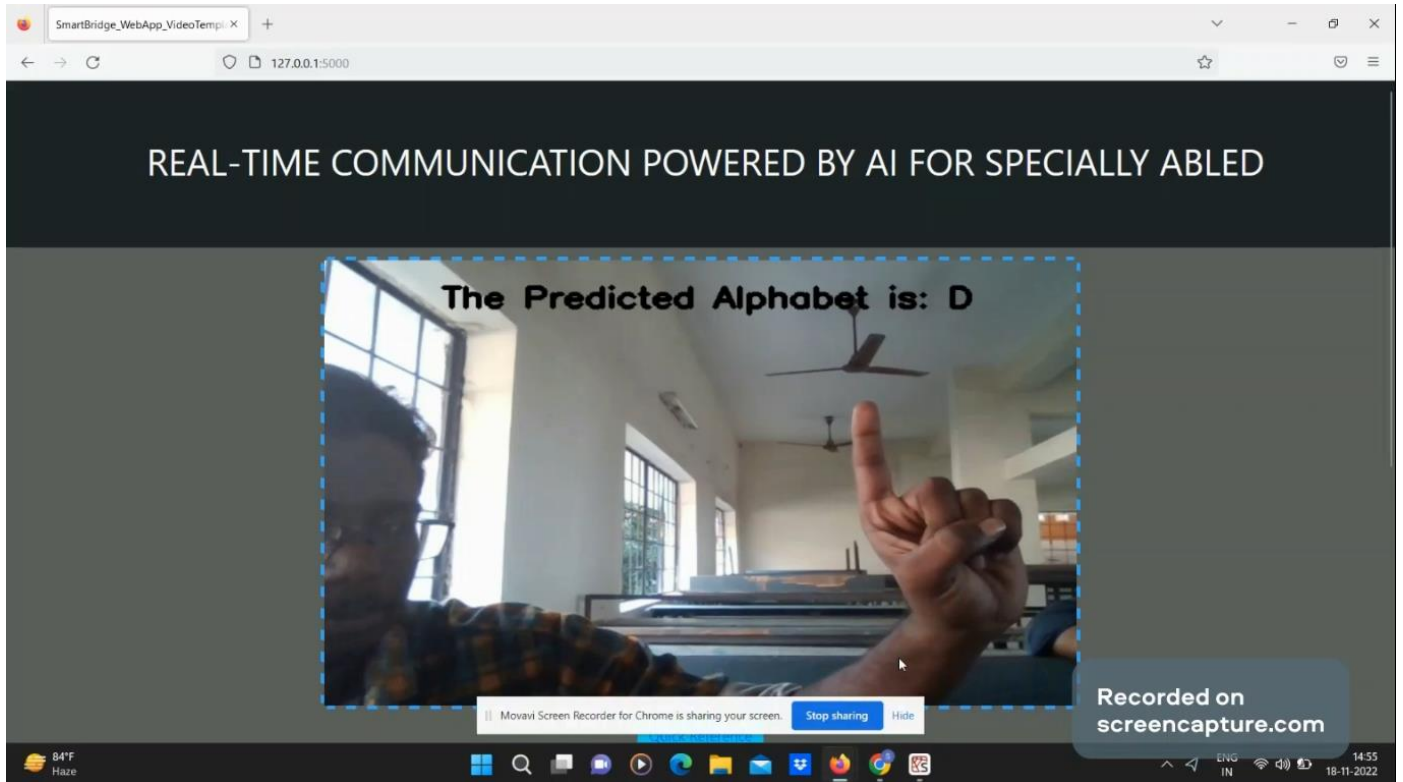 SmartBridge_WebApp_VideoTempl
127.0.0.1:5000
REAL-TIME COMMUNICATION POWERED BY AI FOR SPECIALLY ABLED
The Predicted Alphabet is: D
Movavi Screen Recorder for Chrome is sharing your screen. Stop sharing Hide
Quick Reference
Recorded on
screencapture.com
84°F
Haze
ENG
IN
14:55
18-11-2022